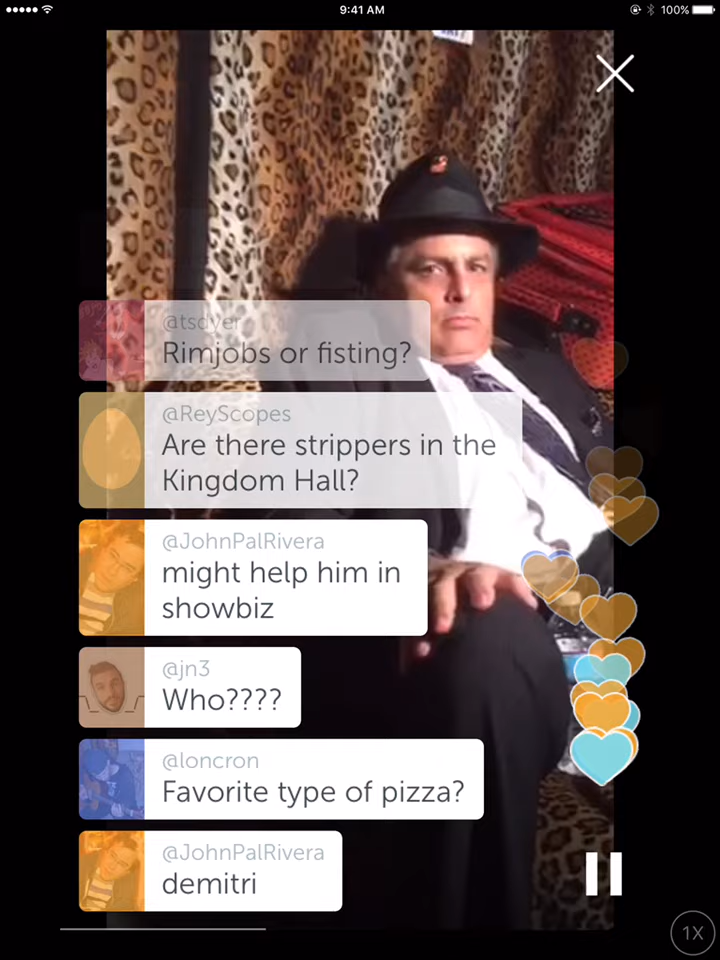 9:41 AM
100%
@tsdyer
Rimjobs or fisting?
@ReyScopes
Are there strippers in the
Kingdom Hall?
@JohnPalRivera
might help him in
showbiz
@jn3
Who????
@loncron
Favorite type of pizza?
@JohnPalRivera
demitri
1X